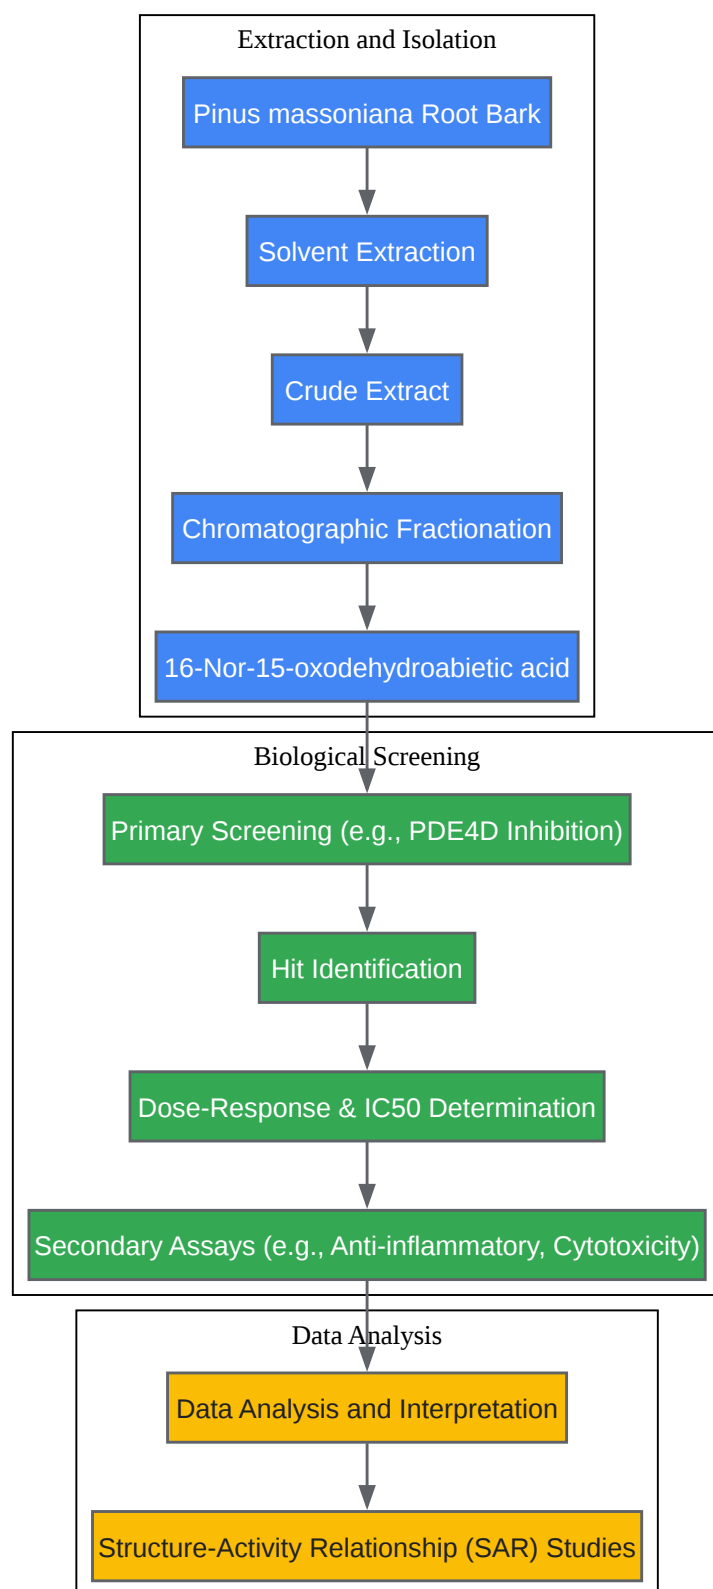 Extraction and Isolation
Pinus massoniana Root Bark
Solvent Extraction
Crude Extract
Chromatographic Fractionation
16-Nor-15-oxodehydroabietic acid
Biological Screening
Primary Screening (e.g., PDE4D Inhibition)
Hit Identification
Dose-Response & IC50 Determination
Secondary Assays (e.g., Anti-inflammatory, Cytotoxicity)
Data Analysis
Data Analysis and Interpretation
Structure-Activity Relationship (SAR) Studies